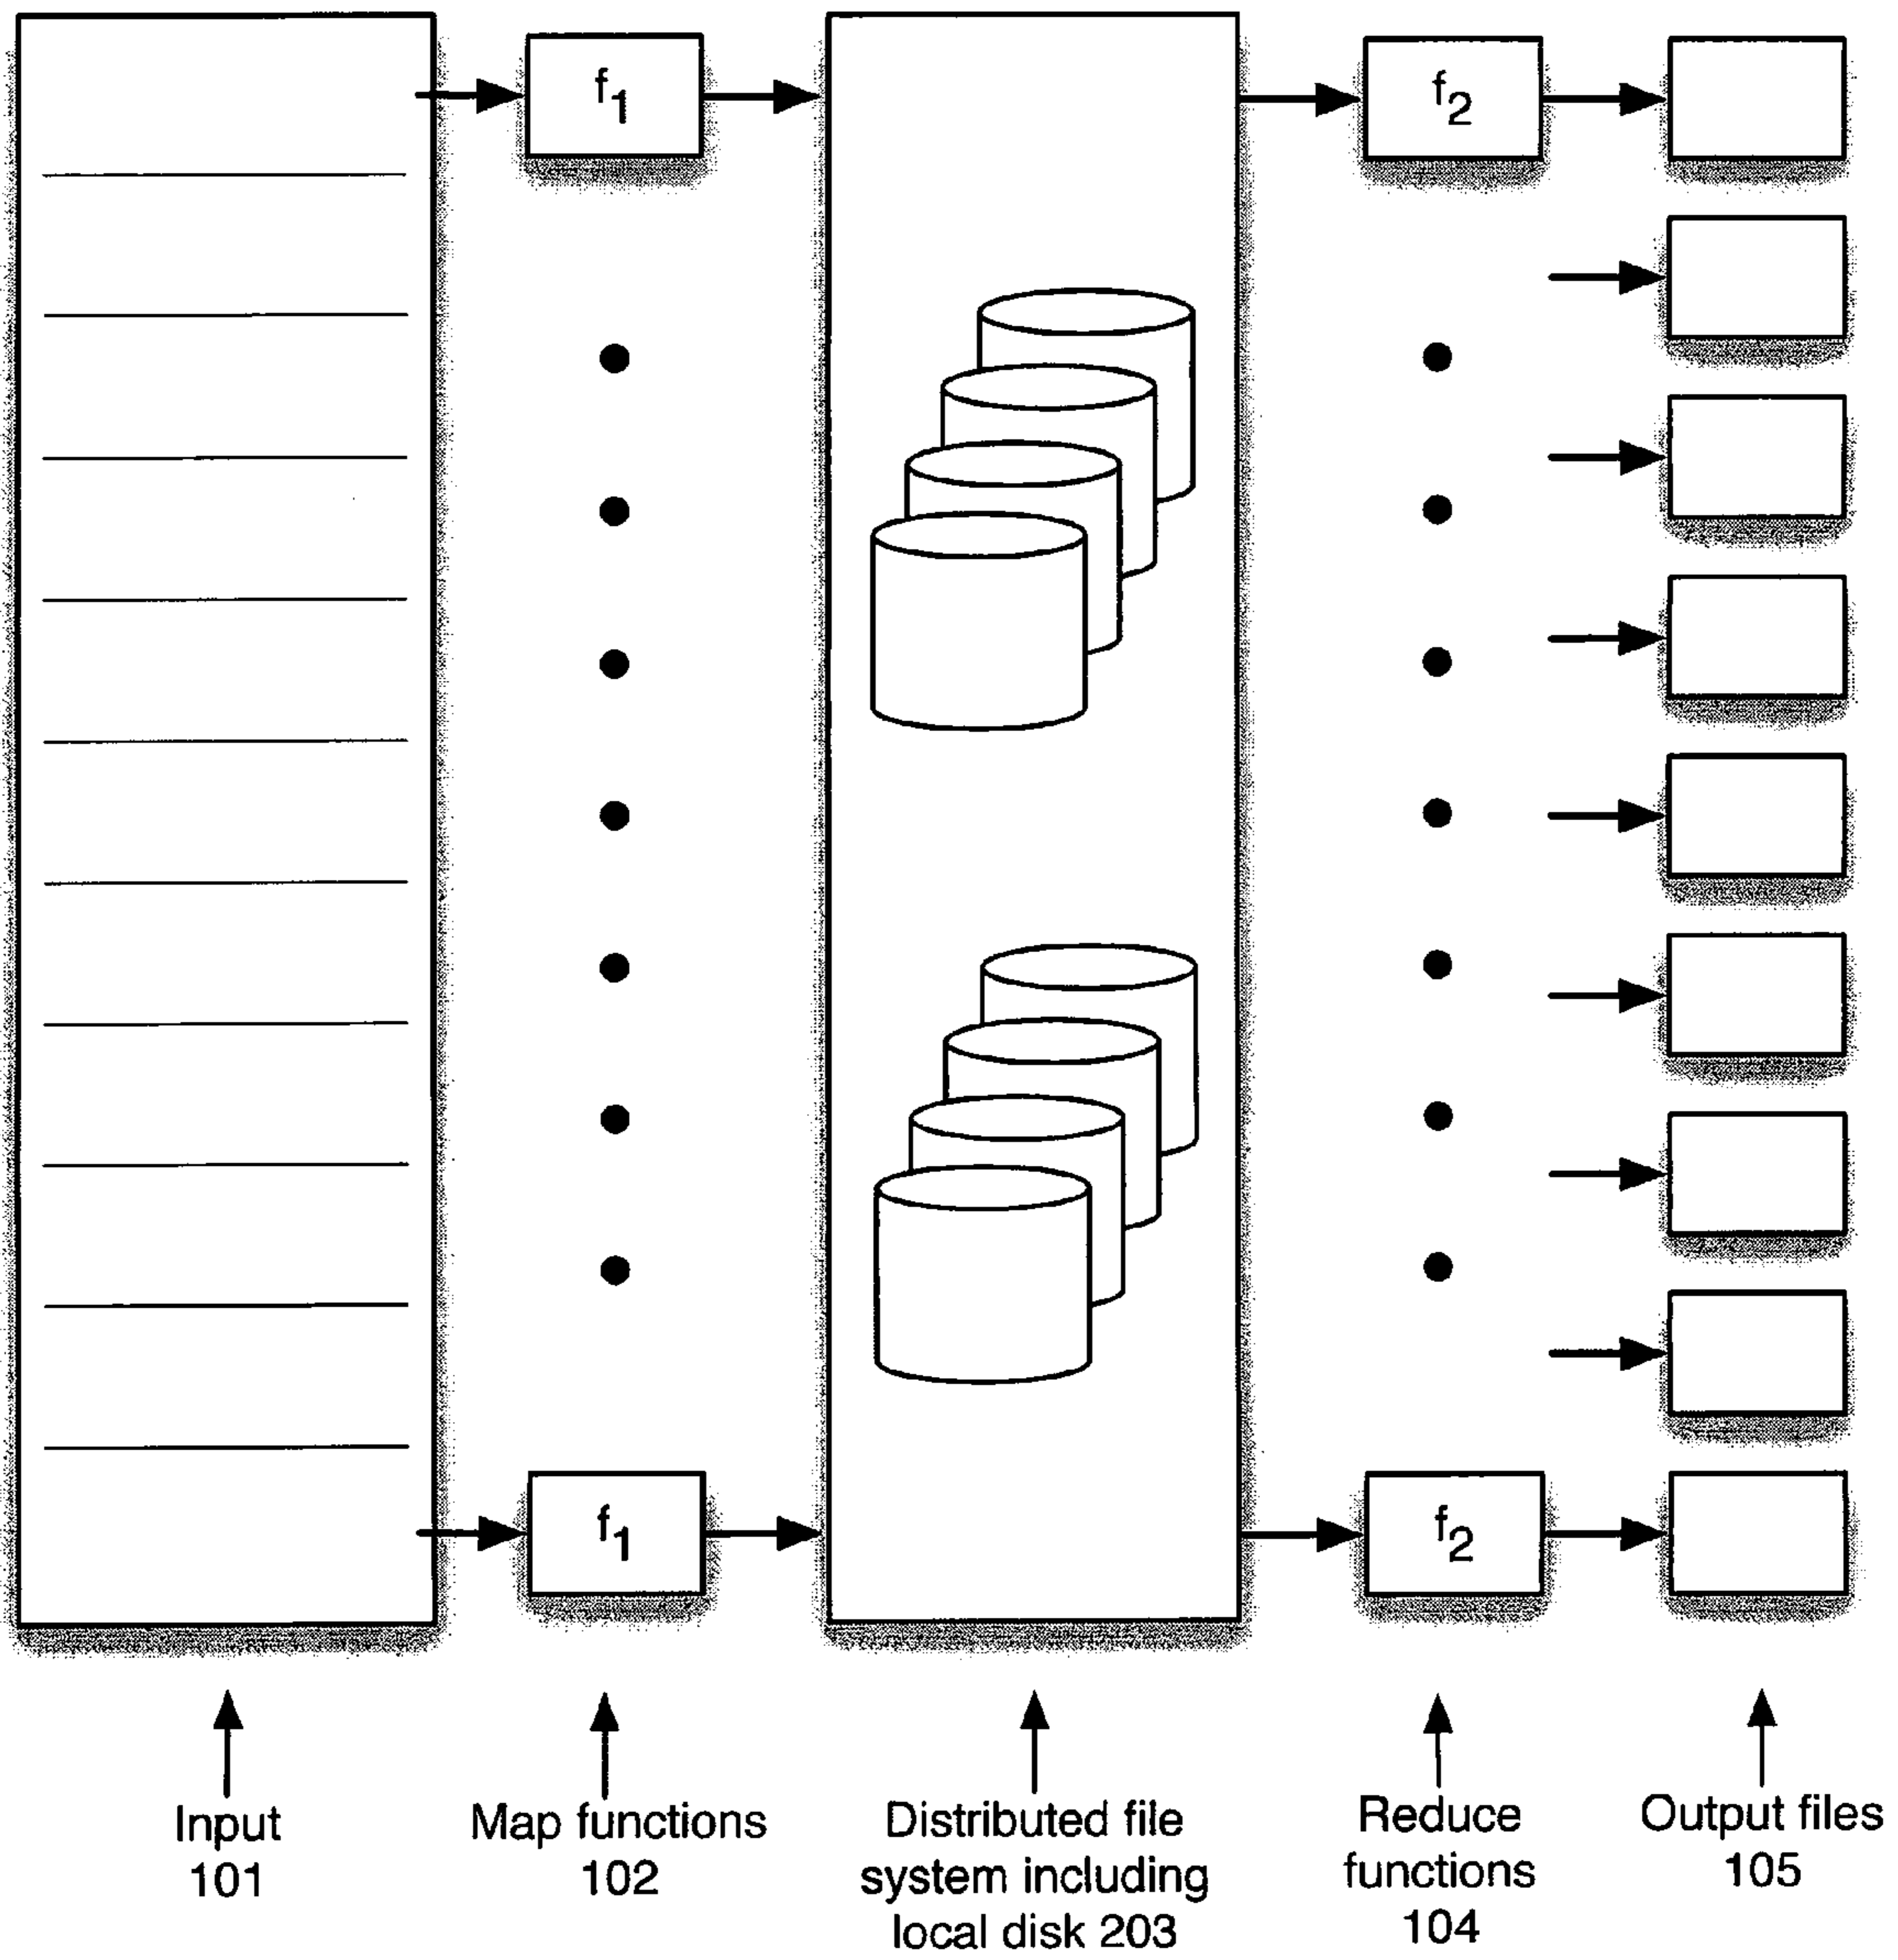 f1
f2
f1
f2
Input
101
Map functions
102
Distributed file
system including
local disk 203
Reduce
functions
104
Output files
105